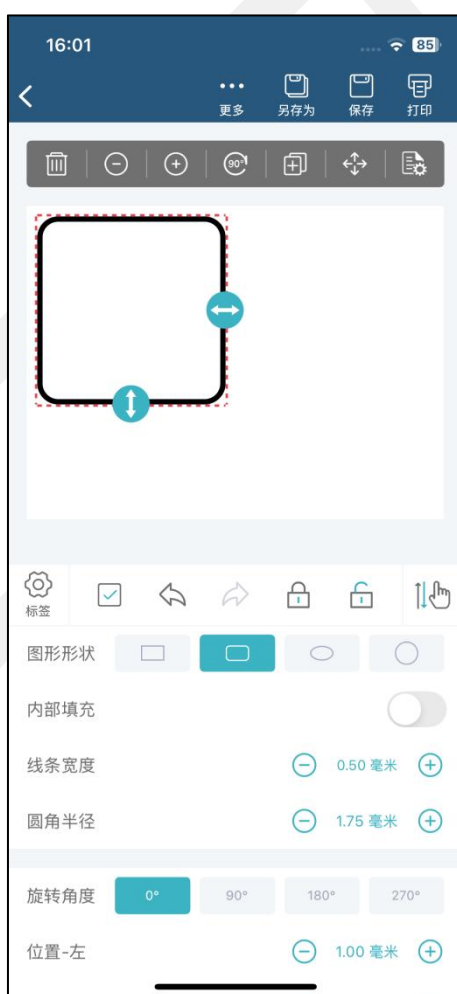 16:01
85
更多
另存为
保存
打印
90°
标签
图形形状
内部填充
线条宽度
0.50 毫米
圆角半径
1.75 毫米
旋转角度
0°
90°
180°
270°
位置-左
1.00 毫米